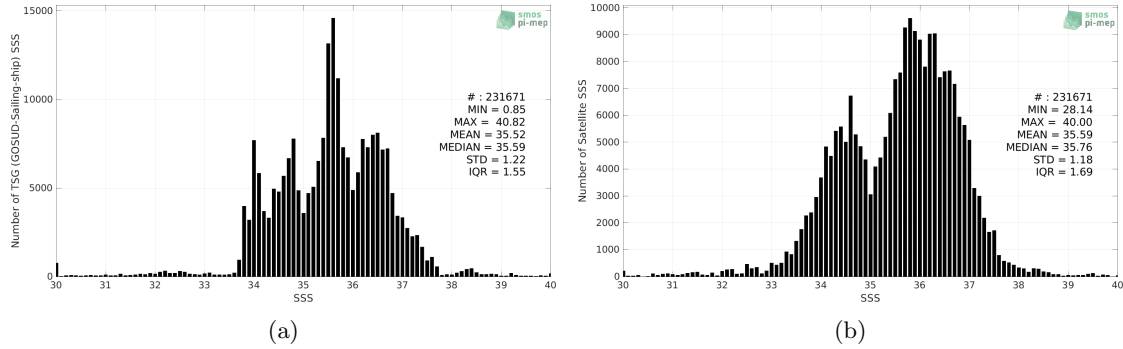 smos
pi-mep
Number of TSG (GOSUD-Sailing-ship) SSS
15000
10000
5000
0
# : 231671
MIN = 0.85
MAX = 40.82
MEAN = 35.52
MEDIAN = 35.59
STD = 1.22
IQR = 1.55
30 31 32 33 34 35 36 37 38 39 40
SSS
(a)
smos
pi-mep
Number of Satellite SSS
10000
9000
8000
7000
6000
5000
4000
3000
2000
1000
0
# : 231671
MIN = 28.14
MAX = 40.00
MEAN = 35.59
MEDIAN = 35.76
STD = 1.18
IQR = 1.69
30 31 32 33 34 35 36 37 38 39 40
SSS
(b)